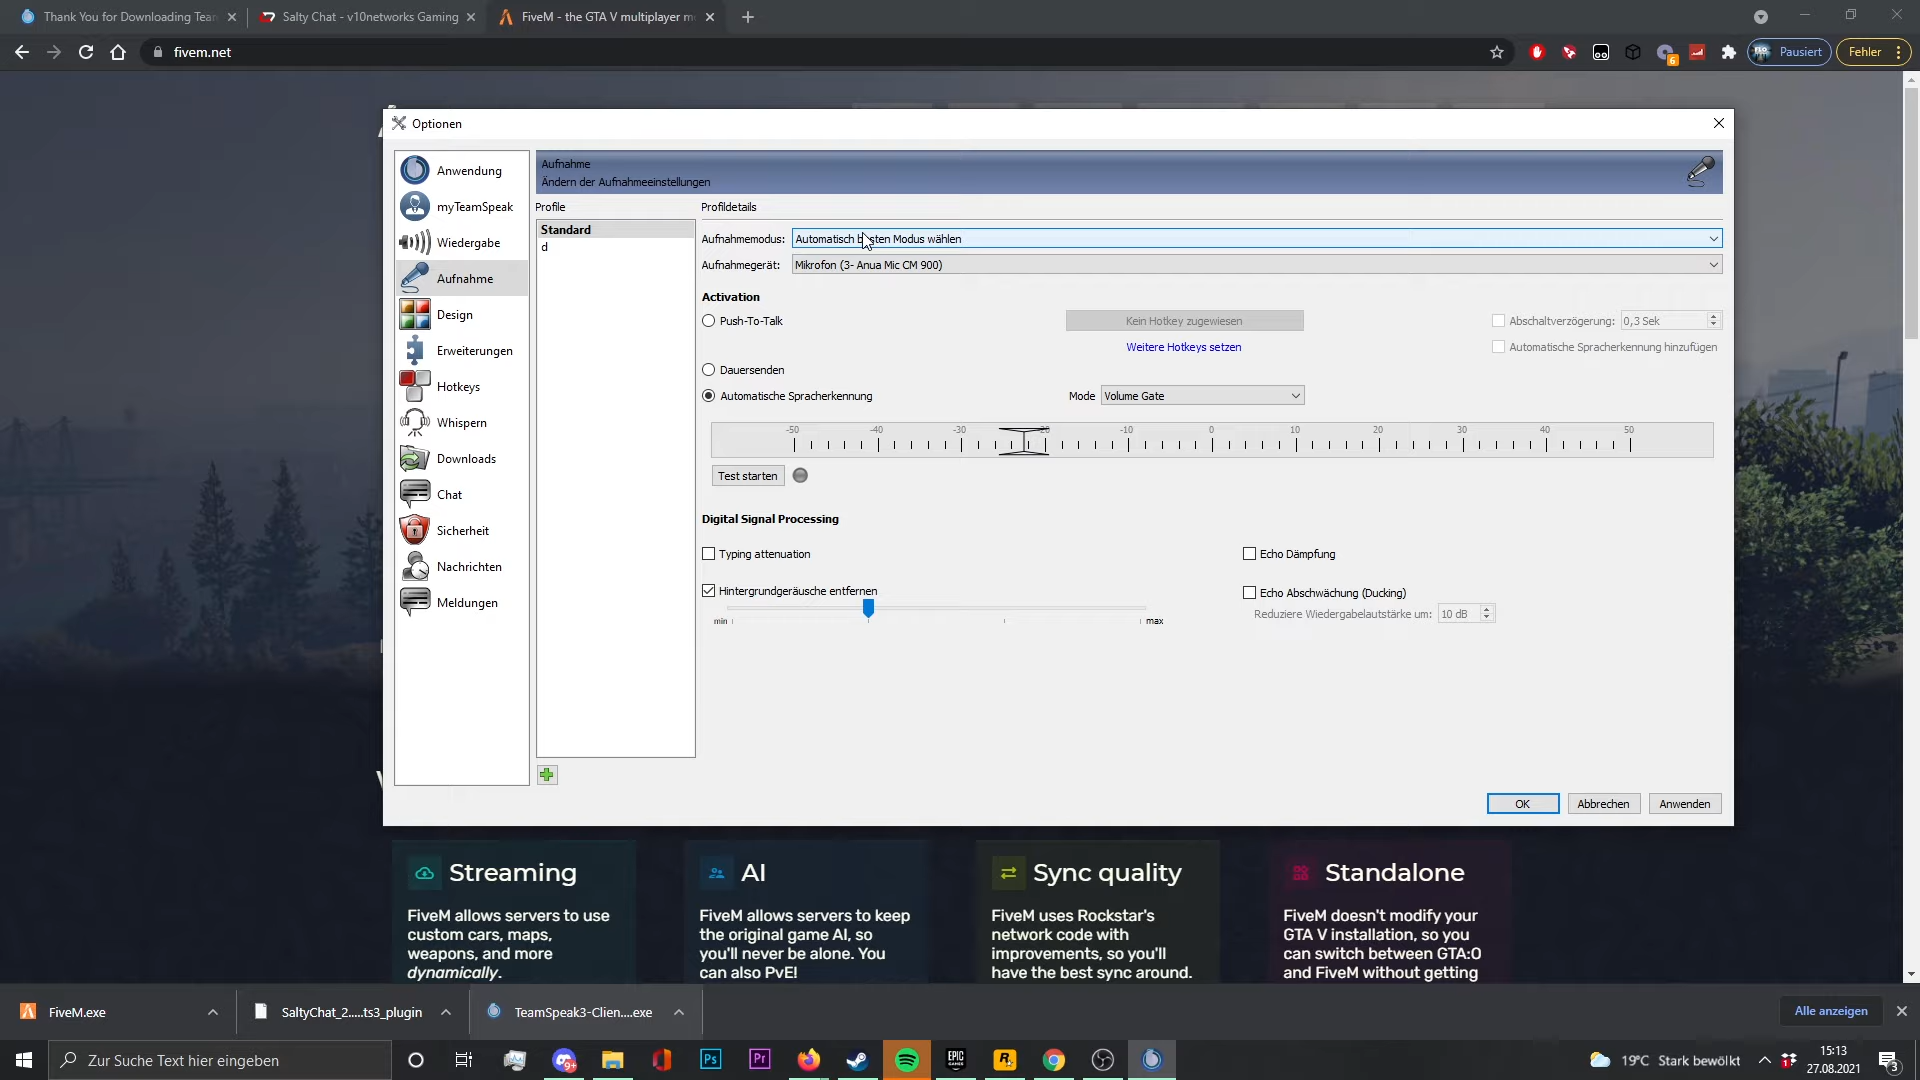 Thank You for Downloading Team
Salty Chat - v10networks Gaming
FiveM - the GTA V multiplayer m
fivem.net
6
Pausiert
Fehler
Optionen
Anwendung
myTeamSpeak
Wiedergabe
Aufnahme
Design
Erweiterungen
Hotkeys
Whispern
Downloads
Chat
Sicherheit
Nachrichten
Meldungen
Aufnahme
Ändern der Aufnahmeeinstellungen
Profile
Standard
d
Profildetails
Aufnahmemodus: Automatisch besten Modus wählen
Aufnahmegerät: Mikrofon (3- Anua Mic CM 900)
Activation
Push-To-Talk
Kein Hotkey zugewiesen
Abschaltverzögerung: 0,3 Sek
Weitere Hotkeys setzen
Automatische Spracherkennung hinzufügen
Dauersenden
Automatische Spracherkennung
Mode Volume Gate
-50 -40 -30 -20 -10 0 10 20 30 40 50
Test starten
Digital Signal Processing
Typing attenuation
Echo Dämpfung
Hintergrundgeräusche entfernen
Echo Abschwächung (Ducking)
min max
Reduziere Wiedergabelautstärke um: 10 dB
OK
Abbrechen
Anwenden
Streaming
FiveM allows servers to use
custom cars, maps,
weapons, and more
dynamically.
AI
FiveM allows servers to keep
the original game AI, so
you'll never be alone. You
can also PvE!
Sync quality
FiveM uses Rockstar's
network code with
improvements, so you'll
have the best sync around.
Standalone
FiveM doesn't modify your
GTA V installation, so you
can switch between GTA:O
and FiveM without getting
FiveM.exe
SaltyChat_2.....ts3_plugin
TeamSpeak3-Clien....exe
Alle anzeigen
Zur Suche Text hier eingeben
9+
Ps
Pr
EPIC
GAMES
R
19°C Stark bewölkt
1
15:13
27.08.2021
3